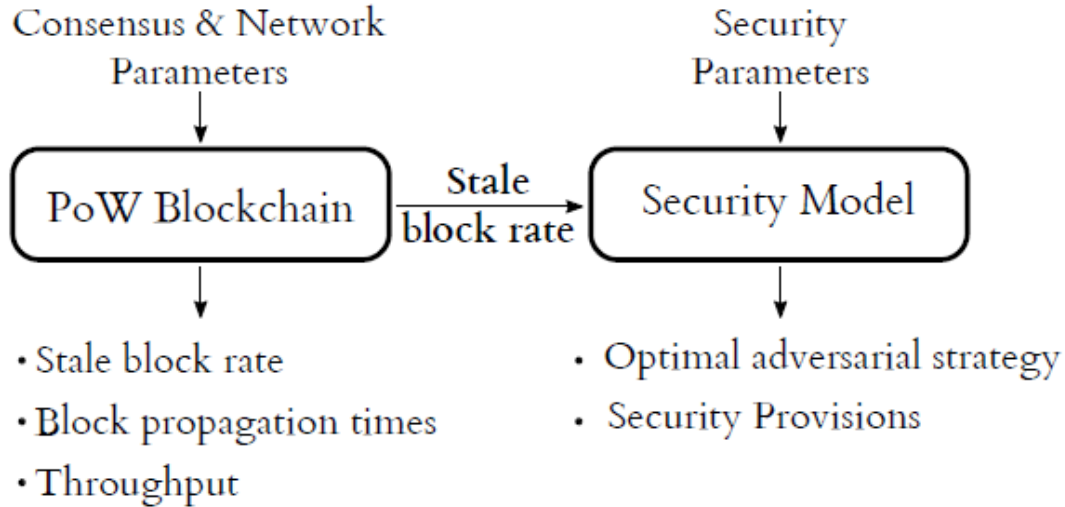 Consensus & Network
Parameters
Security
Parameters
PoW Blockchain
Stale
block rate
Security Model
• Stale block rate
• Block propagation times
• Throughput
• Optimal adversarial strategy
• Security Provisions